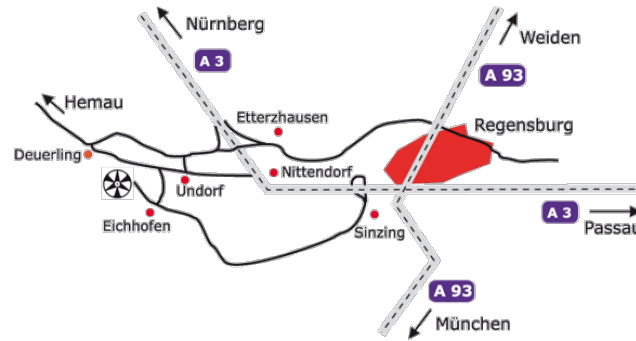 Nürnberg
Weiden
A 3
A 93
Hemau
Etterzhausen
Regensburg
Deuerling
Nittendorf
Undorf
Eichhofen
Sinzing
A 3
Passau
A 93
München